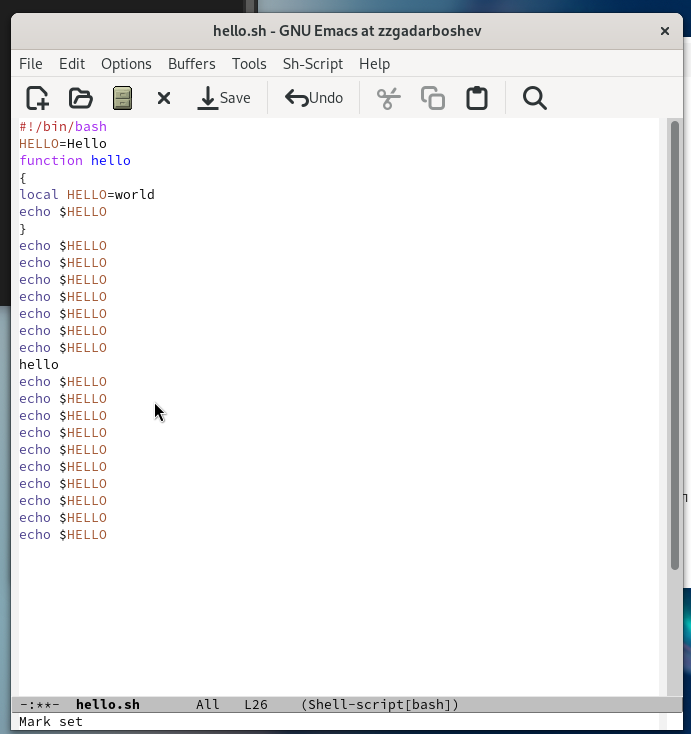 hello.sh - GNU Emacs at zzgadarboshev
File Edit Options Buffers Tools Sh-Script Help
Save Undo
#!/bin/bash
HELLO=Hello
function hello
{
local HELLO=world
echo $HELLO
}
echo $HELLO
echo $HELLO
echo $HELLO
echo $HELLO
echo $HELLO
echo $HELLO
echo $HELLO
hello
echo $HELLO
echo $HELLO
echo $HELLO
echo $HELLO
echo $HELLO
echo $HELLO
echo $HELLO
echo $HELLO
echo $HELLO
echo $HELLO
-:**- hello.sh All L26 (Shell-script[bash])
Mark set